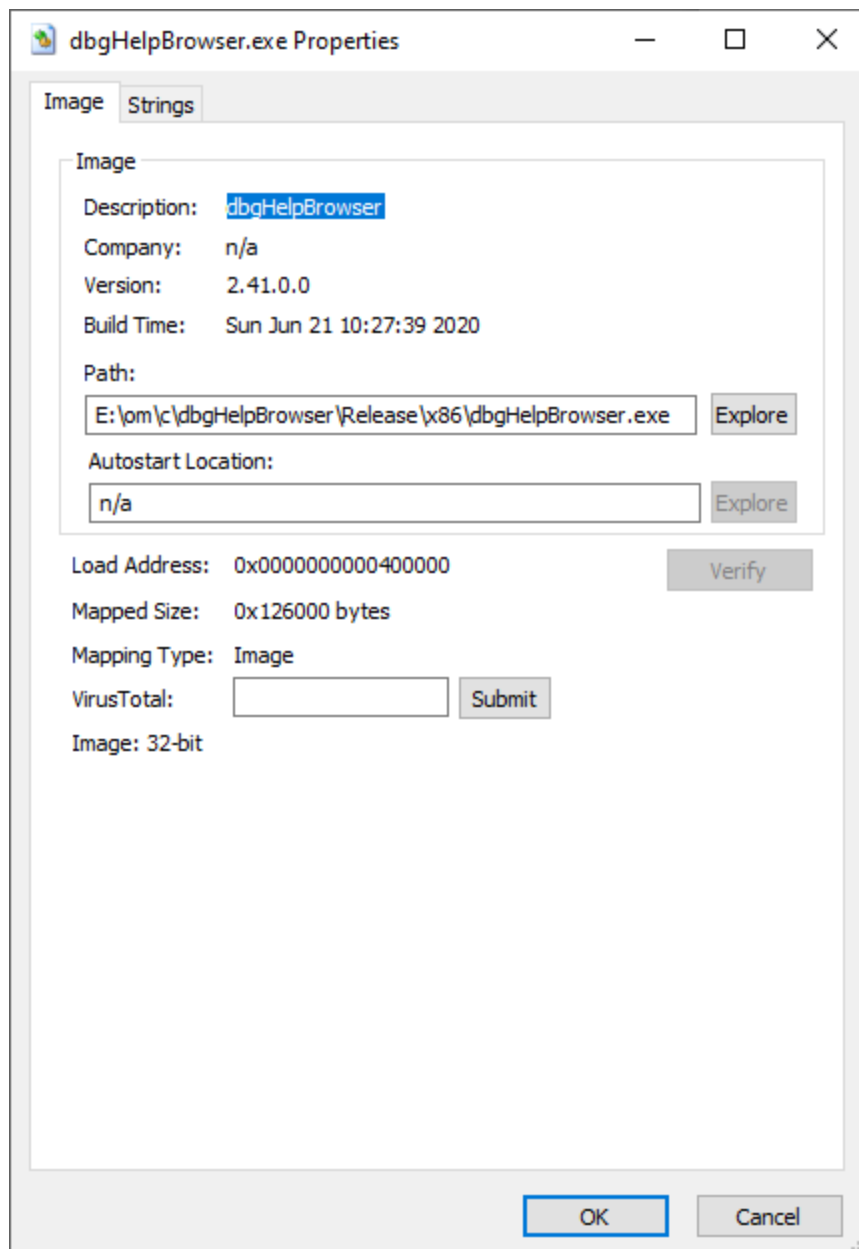 dbgHelpBrowser.exe Properties
Image Strings
Image
Description: dbgHelpBrowser
Company: n/a
Version: 2.41.0.0
Build Time: Sun Jun 21 10:27:39 2020
Path:
E:\om\c\dbgHelpBrowser\Release\x86\dbgHelpBrowser.exe Explore
Autostart Location:
n/a Explore
Load Address: 0x0000000000400000 Verify
Mapped Size: 0x126000 bytes
Mapping Type: Image
VirusTotal: Submit
Image: 32-bit
OK Cancel